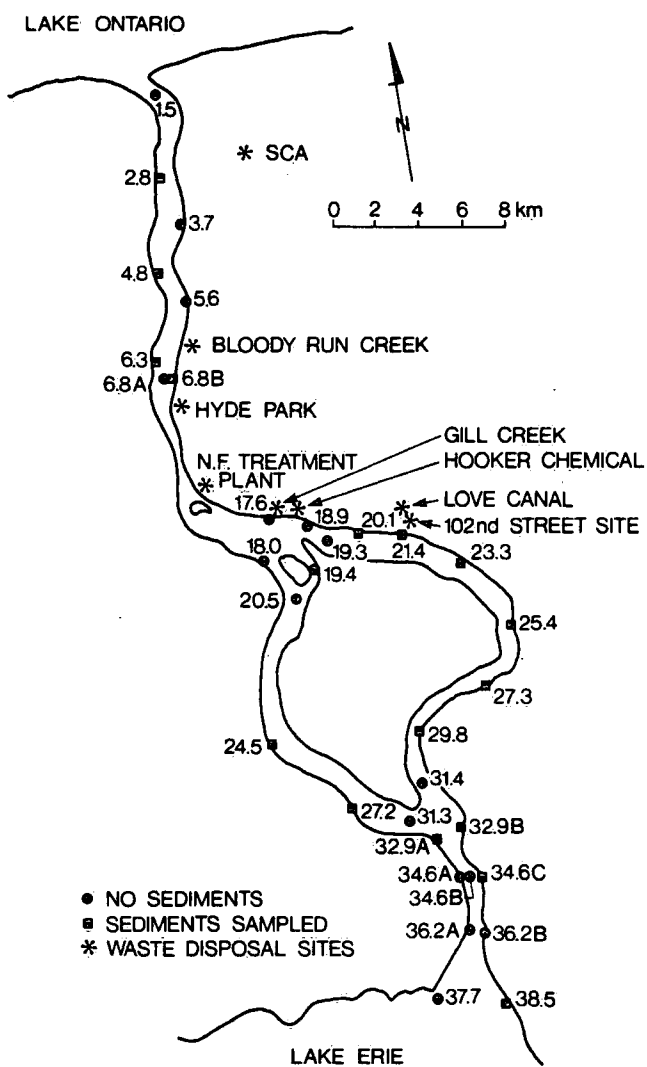 LAKE ONTARIO
1.5
SCA
N
2.8
0 2 4 6 8 km
3.7
4.8
5.6
BLOODY RUN CREEK
6.3
6.8A
6.8B
HYDE PARK
GILL CREEK
N.F. TREATMENT
PLANT
HOOKER CHEMICAL
17.6
LOVE CANAL
18.9
20.1
102nd STREET SITE
18.0
19.3
21.4
23.3
19.4
20.5
25.4
27.3
29.8
24.5
31.4
27.2
31.3
32.9B
32.9A
34.6A
34.6C
34.6B
NO SEDIMENTS
SEDIMENTS SAMPLED
WASTE DISPOSAL SITES
36.2A
36.2B
37.7
38.5
LAKE ERIE